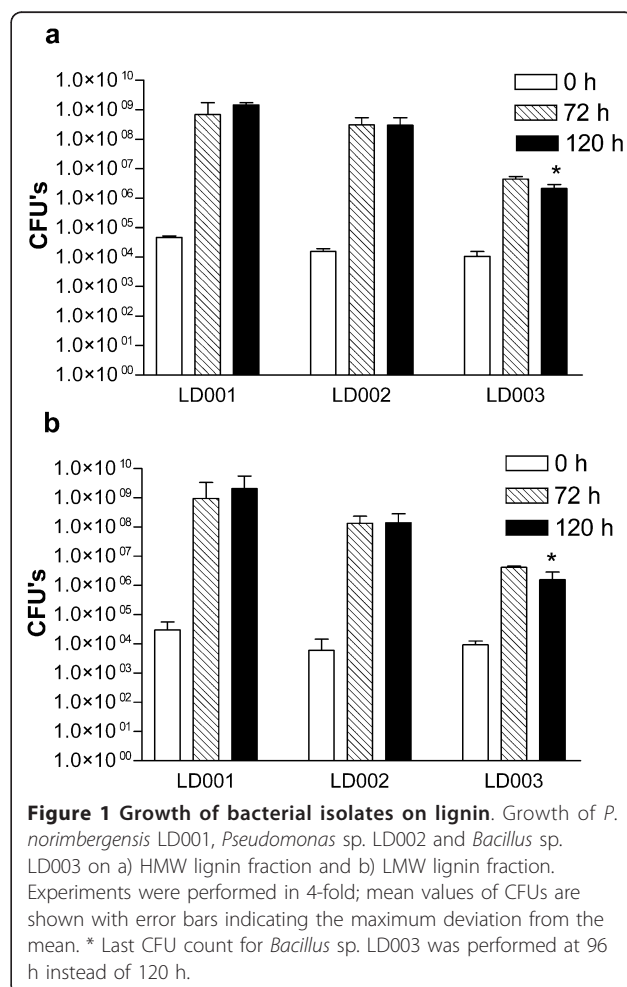 a
1.0×10 10
1.0×10 09
1.0×10 08
1.0×10 07
1.0×10 06
1.0×10 05
1.0×10 04
1.0×10 03
1.0×10 02
1.0×10 01
1.0×10 00
CFU's
0 h
72 h
120 h
*
LD001 LD002 LD003
b
1.0×10 10
1.0×10 09
1.0×10 08
1.0×10 07
1.0×10 06
1.0×10 05
1.0×10 04
1.0×10 03
1.0×10 02
1.0×10 01
1.0×10 00
CFU's
0 h
72 h
120 h
*
LD001 LD002 LD003
Figure 1 Growth of bacterial isolates on lignin. Growth of P.
norimbergensis LD001, Pseudomonas sp. LD002 and Bacillus sp.
LD003 on a) HMW lignin fraction and b) LMW lignin fraction.
Experiments were performed in 4-fold; mean values of CFUs are
shown with error bars indicating the maximum deviation from the
mean. * Last CFU count for Bacillus sp. LD003 was performed at 96
h instead of 120 h.